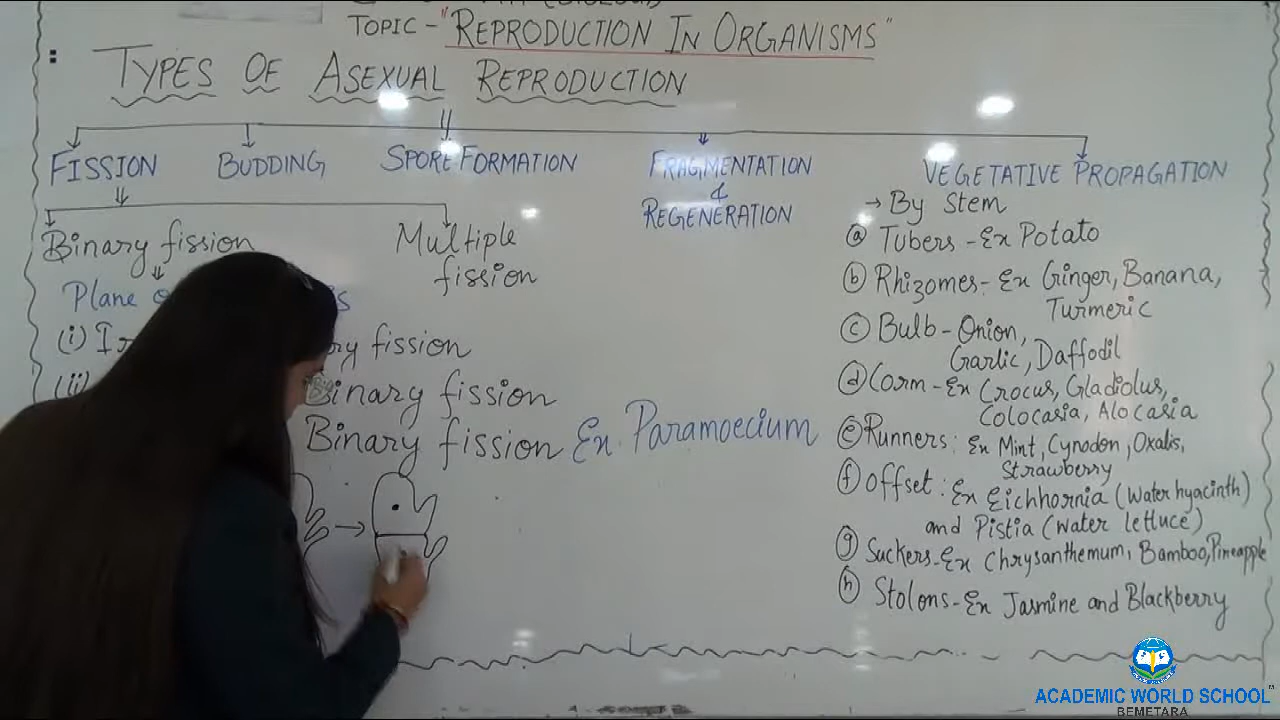 TOPIC - "REPRODUCTION IN ORGANISMS"
TYPES OF ASEXUAL REPRODUCTION
FISSION BUDDING SPORE FORMATION FRAGMENTATION & REGENERATION VEGETATIVE PROPAGATION
Binary fission
Multiple fission
Plane
(i) fission
(ii) Binary fission
Binary fission Ex. Paramoecium
→ By Stem
(a) Tubers - Ex Potato
(b) Rhizomes - Ex Ginger, Banana,
Turmeric
(c) Bulb - Onion,
Garlic, Daffodil
(d) Corm - Ex Crocus, Gladiolus,
Colocasia, Alocasia
(e) Runners: Ex Mint, Cynodon, Oxalis,
Strawberry
(f) Offset: Ex Eichhornia (Water hyacinth)
and Pistia (water lettuce)
(g) Suckers - Ex Chrysanthemum, Bamboo, Pineapple
(h) Stolons - Ex Jasmine and Blackberry
ACADEMIC WORLD SCHOOL
BEMETARA